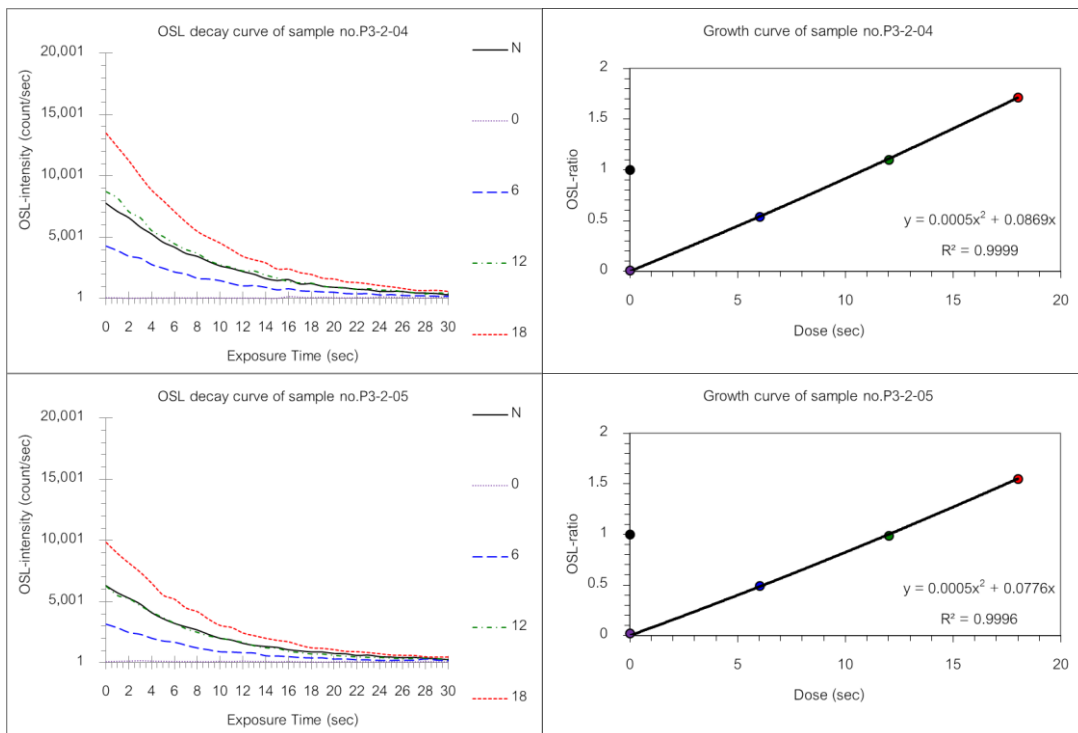 OSL decay curve of sample no.P3-2-04
20,001
15,001
10,001
5,001
1
OSL-intensity (count/sec)
0 2 4 6 8 10 12 14 16 18 20 22 24 26 28 30
Exposure Time (sec)
N
0
6
12
18
Growth curve of sample no.P3-2-04
2
1.5
1
0.5
0
OSL-ratio
y = 0.0005x² + 0.0869x
R² = 0.9999
0 5 10 15 20
Dose (sec)
OSL decay curve of sample no.P3-2-05
20,001
15,001
10,001
5,001
1
OSL-intensity (count/sec)
0 2 4 6 8 10 12 14 16 18 20 22 24 26 28 30
Exposure Time (sec)
N
0
6
12
18
Growth curve of sample no.P3-2-05
2
1.5
1
0.5
0
OSL-ratio
y = 0.0005x² + 0.0776x
R² = 0.9996
0 5 10 15 20
Dose (sec)